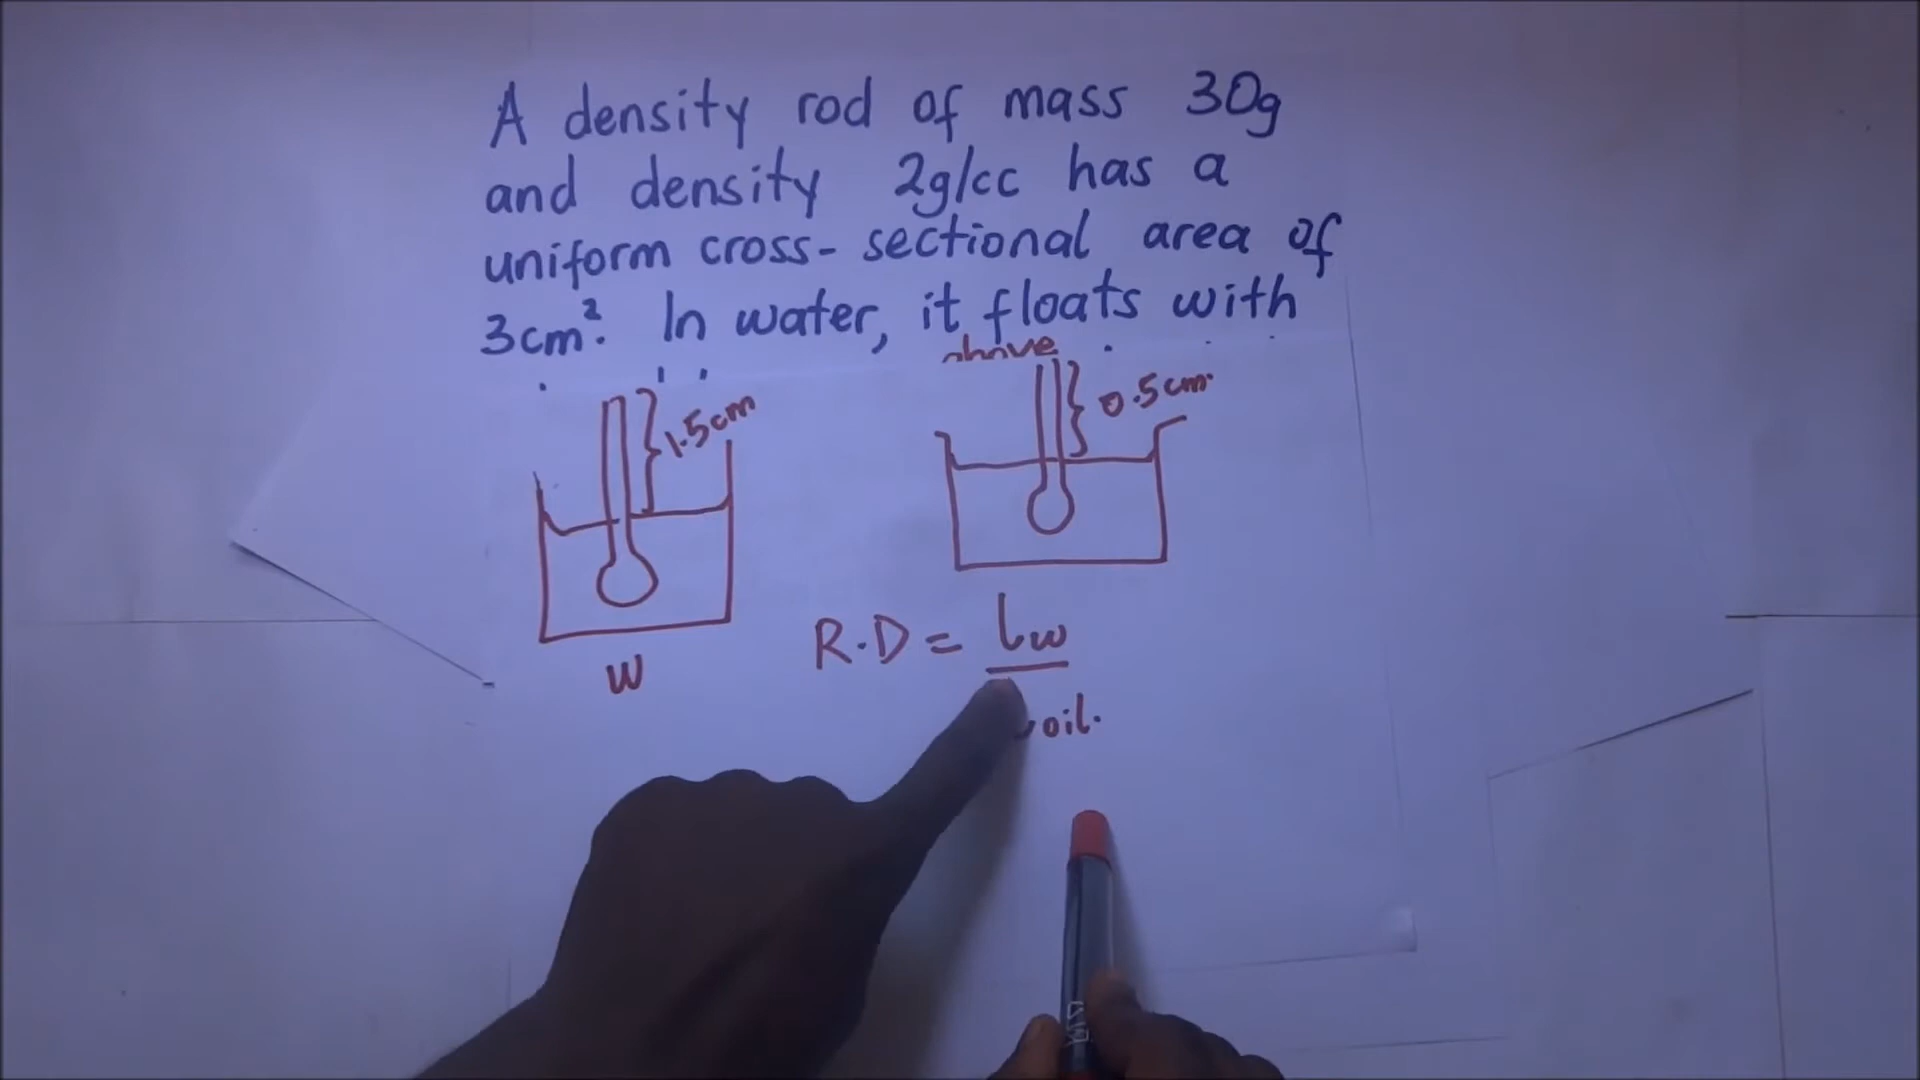 A density rod of mass 30g
and density 2g/cc has a
uniform cross-sectional area of
3cm². In water, it floats with
above
1.5cm
0.5cm.
W
R.D = lw
oil.